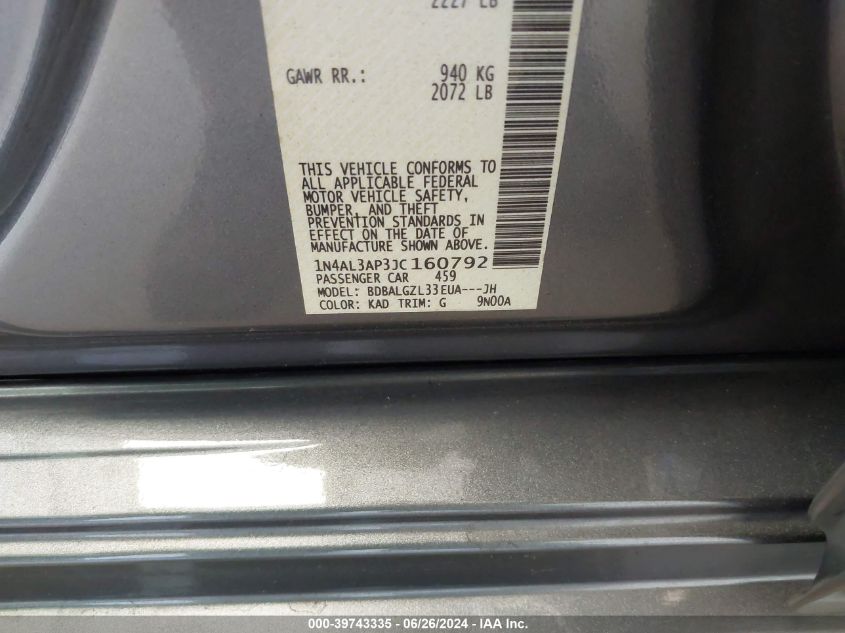 2227 LB
GAWR RR.: 940 KG
2072 LB
THIS VEHICLE CONFORMS TO
ALL APPLICABLE FEDERAL
MOTOR VEHICLE SAFETY,
BUMPER, AND THEFT
PREVENTION STANDARDS IN
EFFECT ON THE DATE OF
MANUFACTURE SHOWN ABOVE.
1N4AL3AP3JC160792
PASSENGER CAR 459
MODEL: BDBALGZL33EUA---JH
COLOR: KAD TRIM: G 9N00A
000-39743335 - 06/26/2024 - IAA Inc.